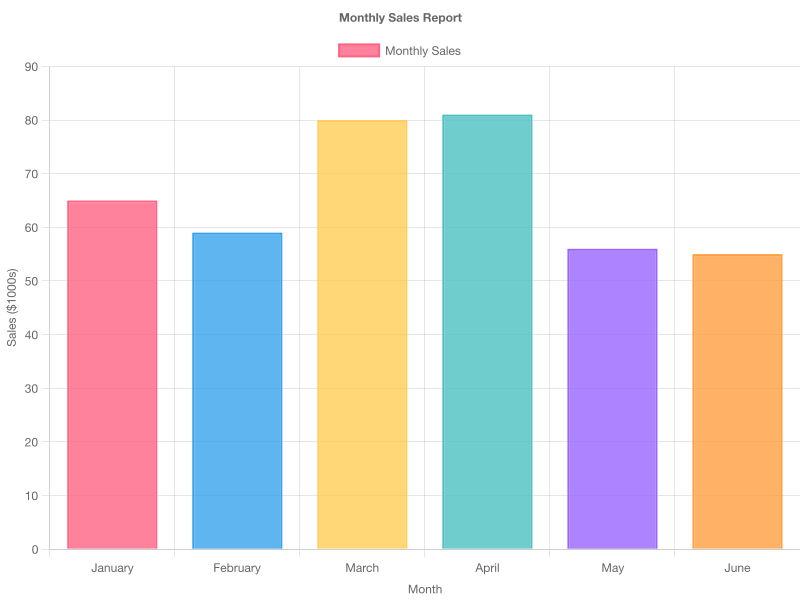 Monthly Sales Report
Monthly Sales
90
80
70
60
50
40
30
20
10
0
Sales ($1000s)
January February March April May June
Month